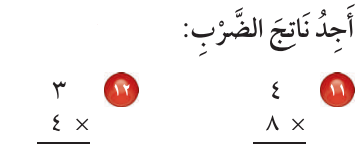 أَجِدُ نَاتِجَ الضَّرْبِ:
١١ ٤ ١٢ ٣
× ٨ × ٤